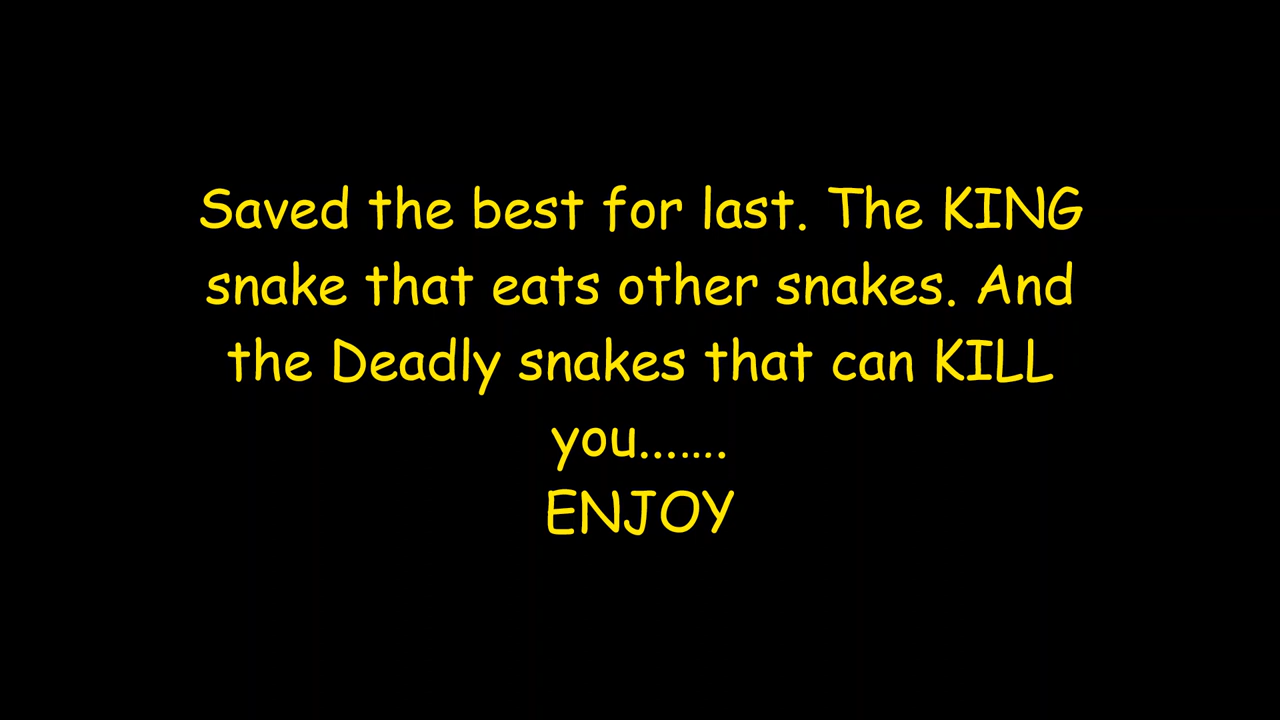 Saved the best for last. The KING
snake that eats other snakes. And
the Deadly snakes that can KILL
you.......
ENJOY